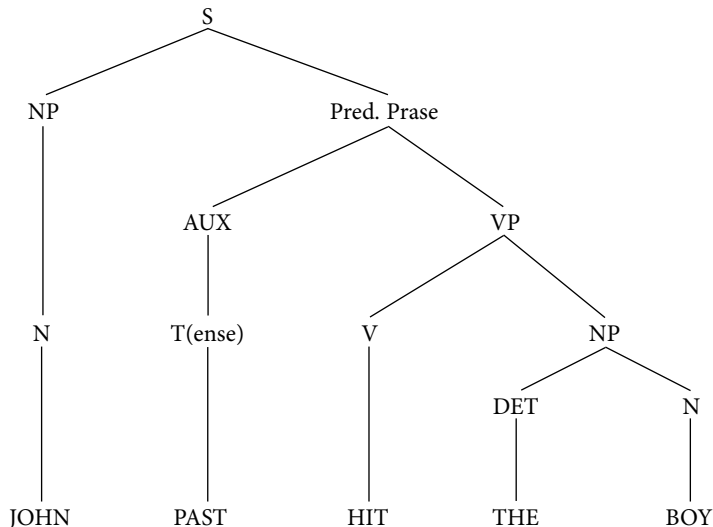 S
NP Pred. Prase
AUX VP
N T(ense) V NP
DET N
JOHN PAST HIT THE BOY